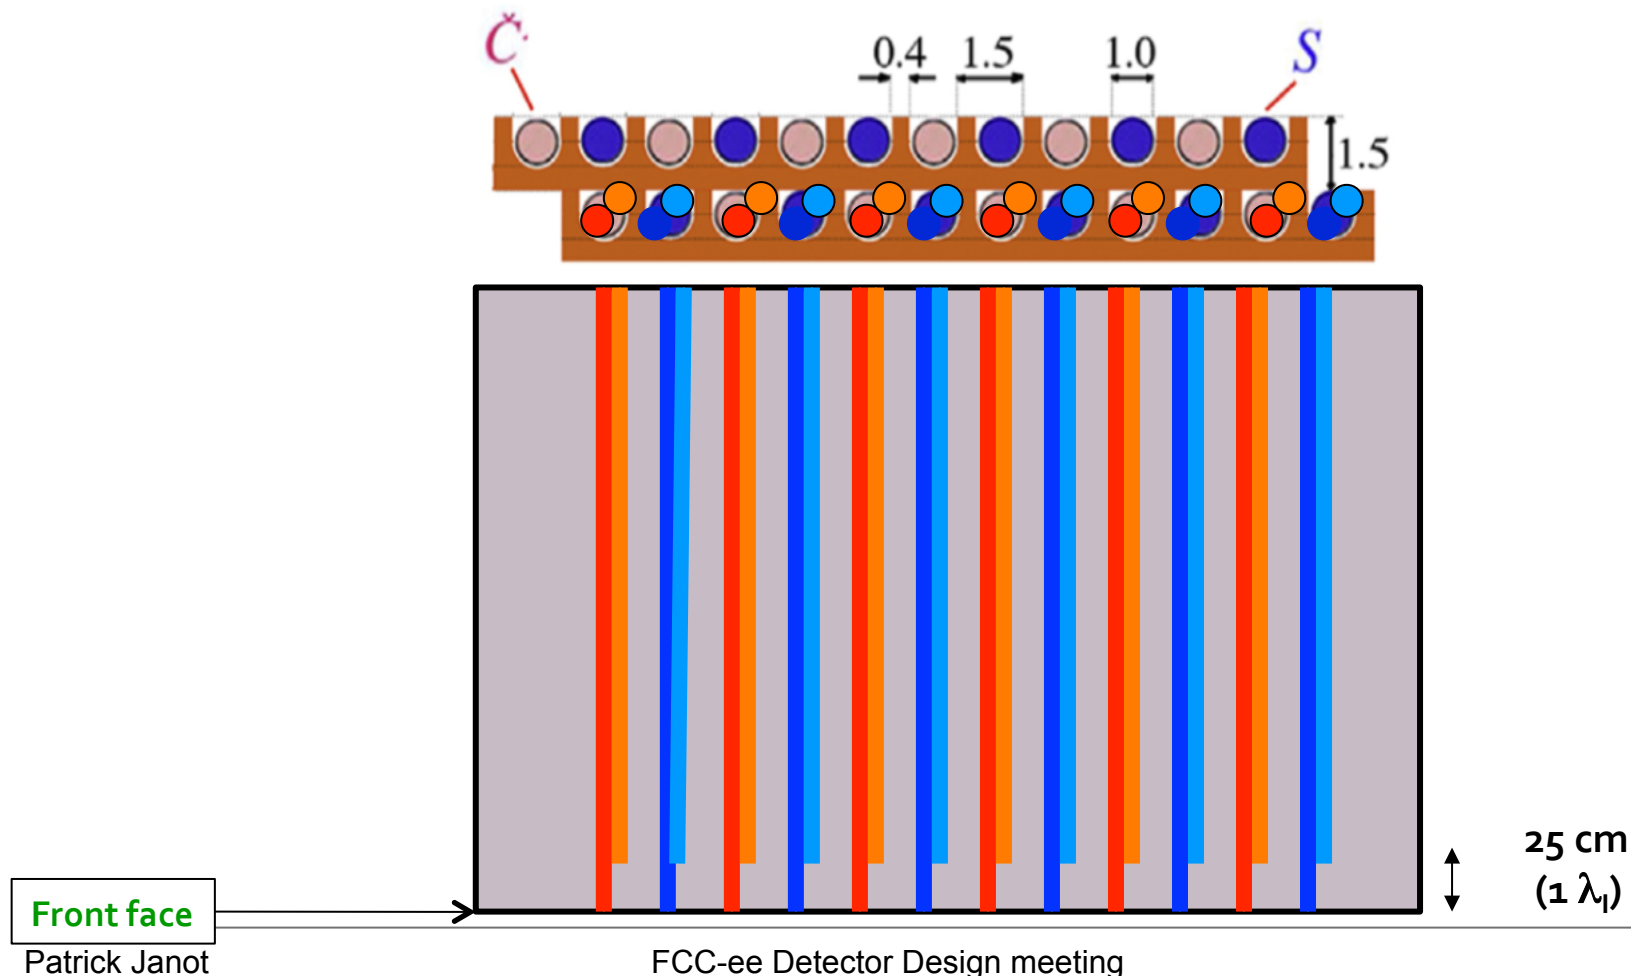 Č
0.4 1.5 1.0 S
1.5
25 cm
(1 λI)
Front face
Patrick Janot FCC-ee Detector Design meeting